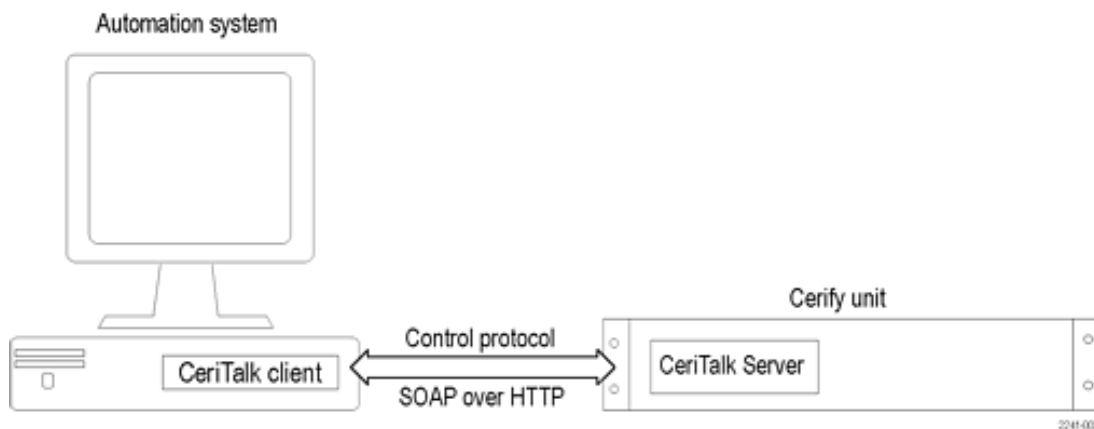 Automation system
Cerify unit
Control protocol
CeriTalk client
CeriTalk Server
SOAP over HTTP